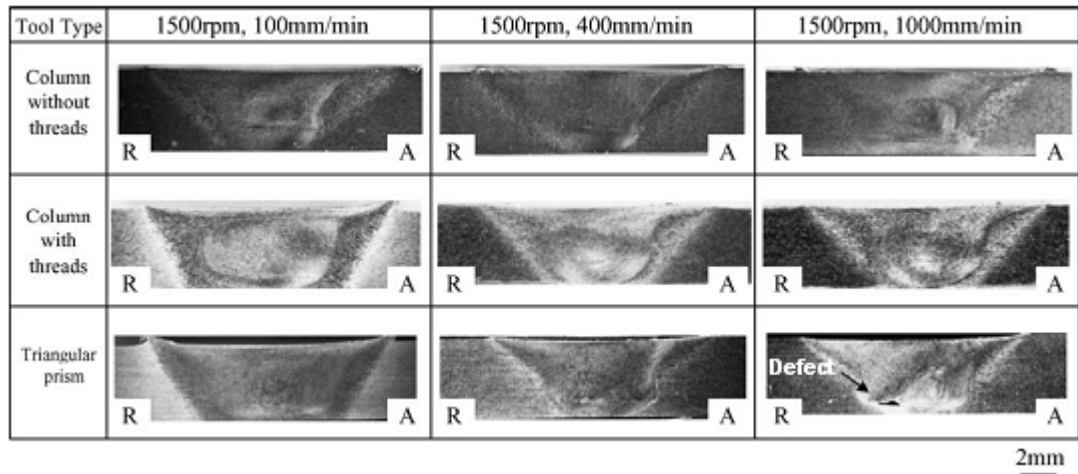 Tool Type 1500rpm, 100mm/min 1500rpm, 400mm/min 1500rpm, 1000mm/min
Column
without
threads
R A R A R A
Column
with
threads
R A R A R A
Triangular
prism
Defect
R A R A R A
2mm